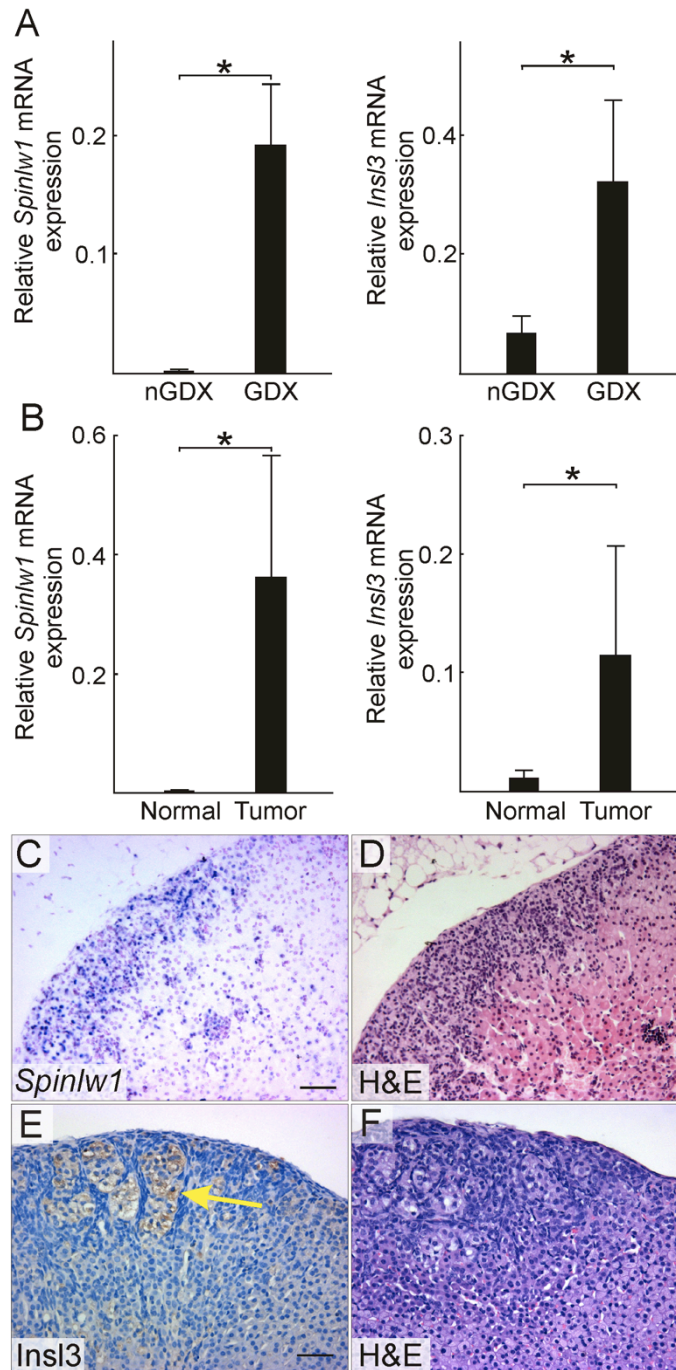 A
Relative Spinlw1 mRNA
expression
0.2
0.1
*
nGDX GDX
Relative Insl3 mRNA
expression
0.4
0.2
*
nGDX GDX
B
Relative Spinlw1 mRNA
expression
0.6
0.4
0.2
*
Normal Tumor
Relative Insl3 mRNA
expression
0.3
0.2
0.1
*
Normal Tumor
C
Spinlw1
D
H&E
E
Insl3
F
H&E